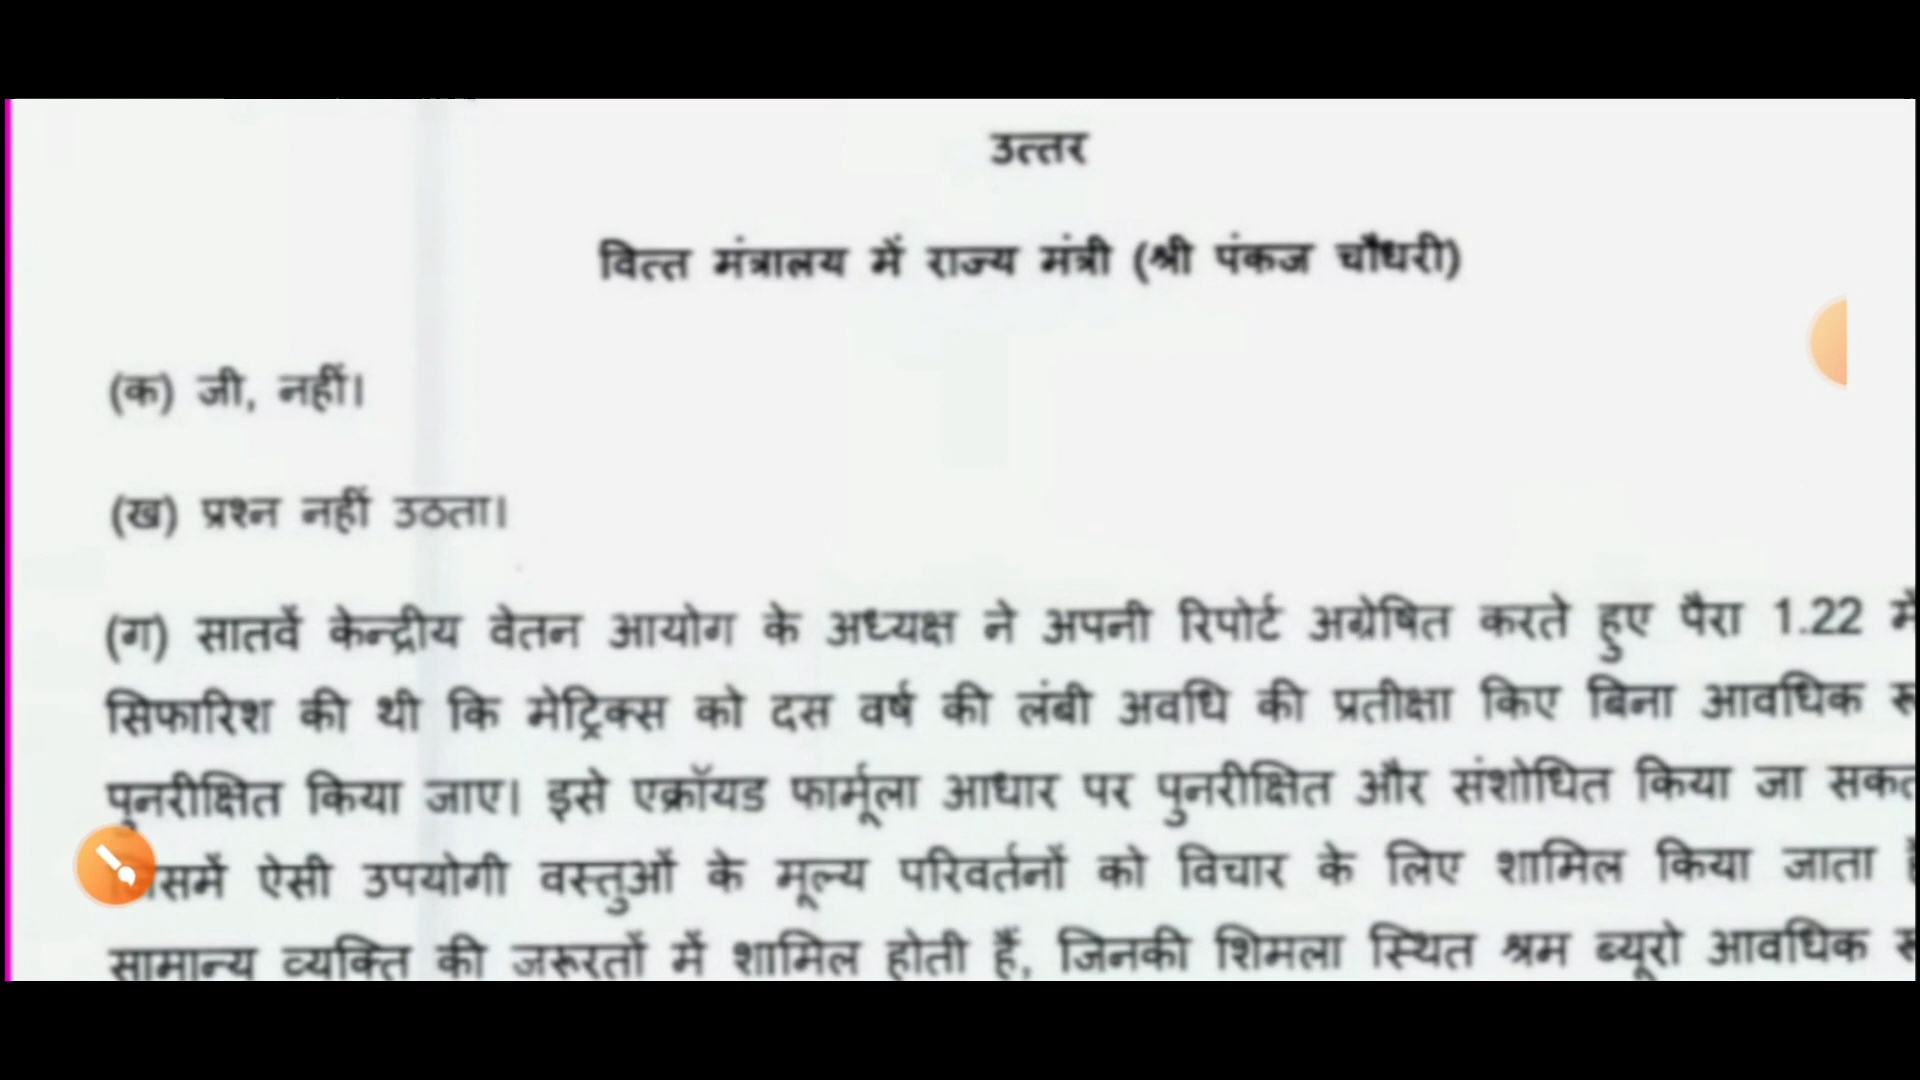 उत्तर
वित्त मंत्रालय में राज्य मंत्री (श्री पंकज चौधरी)
(क) जी, नहीं।
(ख) प्रश्न नहीं उठता।
(ग) सातवें केन्द्रीय वेतन आयोग के अध्यक्ष ने अपनी रिपोर्ट अग्रेषित करते हुए पैरा 1.22 में
सिफारिश की थी कि मेट्रिक्स को दस वर्ष की लंबी अवधि की प्रतीक्षा किए बिना आवधिक
पुनरीक्षित किया जाए। इसे एक्रॉयड फार्मूला आधार पर पुनरीक्षित और संशोधित किया जा
ऐसी उपयोगी वस्तुओं के मूल्य परिवर्तनों को विचार के लिए शामिल किया जाता
सामान्य व्यक्ति की जरूरतों में शामिल होती हैं, जिनकी शिमला स्थित श्रम ब्यूरो आवधिक